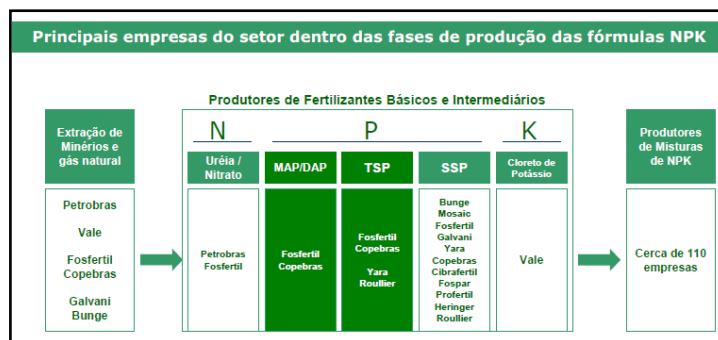 Principais empresas do setor dentro das fases de produção das fórmulas NPK
Produtores de Fertilizantes Básicos e Intermediários
Extração de
Minérios e
gás natural
Petrobras
Vale
Fosfertil
Copebras
Galvani
Bunge
N
P
K
Uréia /
Nitrato
MAP/DAP
TSP
SSP
Cloreto de
Potássio
Petrobras
Fosfertil
Fosfertil
Copebras
Fosfertil
Copebras
Yara
Roullier
Bunge
Mosaic
Fosfertil
Galvani
Yara
Copebras
Cibrafertil
Fospar
Profertil
Heringer
Roullier
Vale
Produtores
de Misturas
de NPK
Cerca de 110
empresas